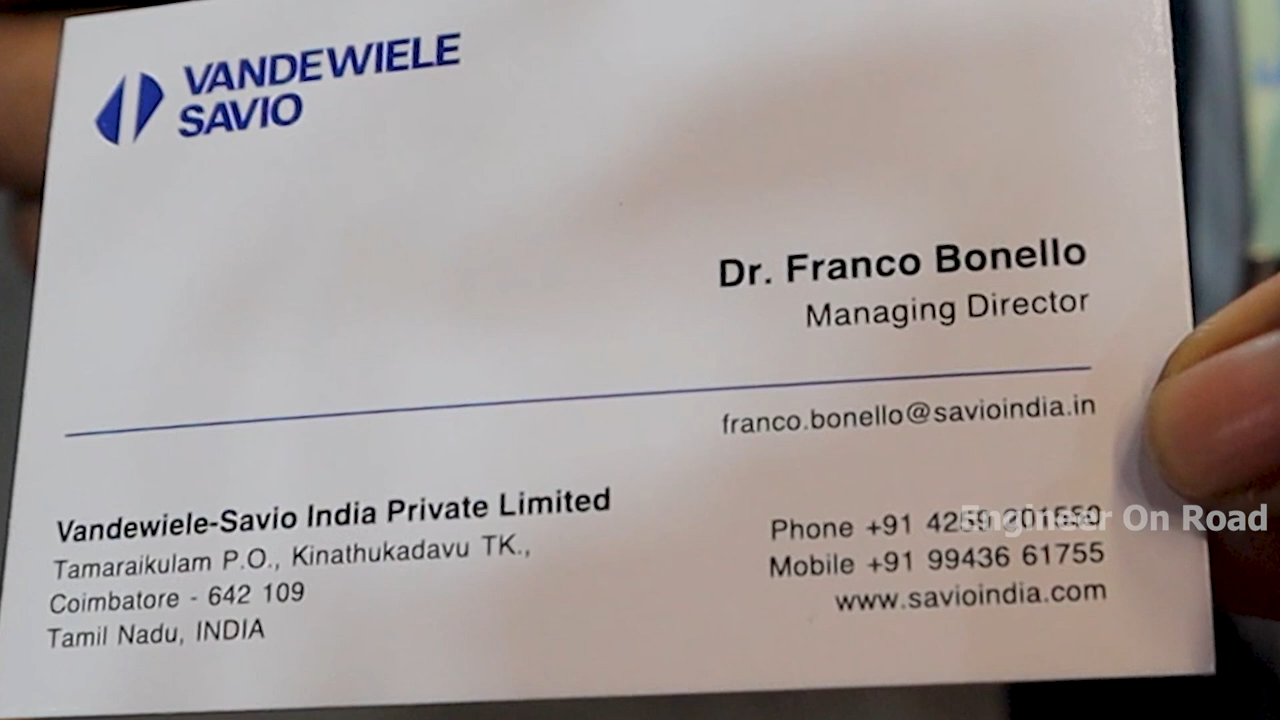 VANDEWIELE
SAVIO
Dr. Franco Bonello
Managing Director
franco.bonello@savioindia.in
Vandewiele-Savio India Private Limited
Tamaraikulam P.O., Kinathukadavu TK.,
Coimbatore - 642 109
Tamil Nadu, INDIA
Phone +91 4259
Mobile +91 99436 61755
www.savioindia.com
Engineer On Road